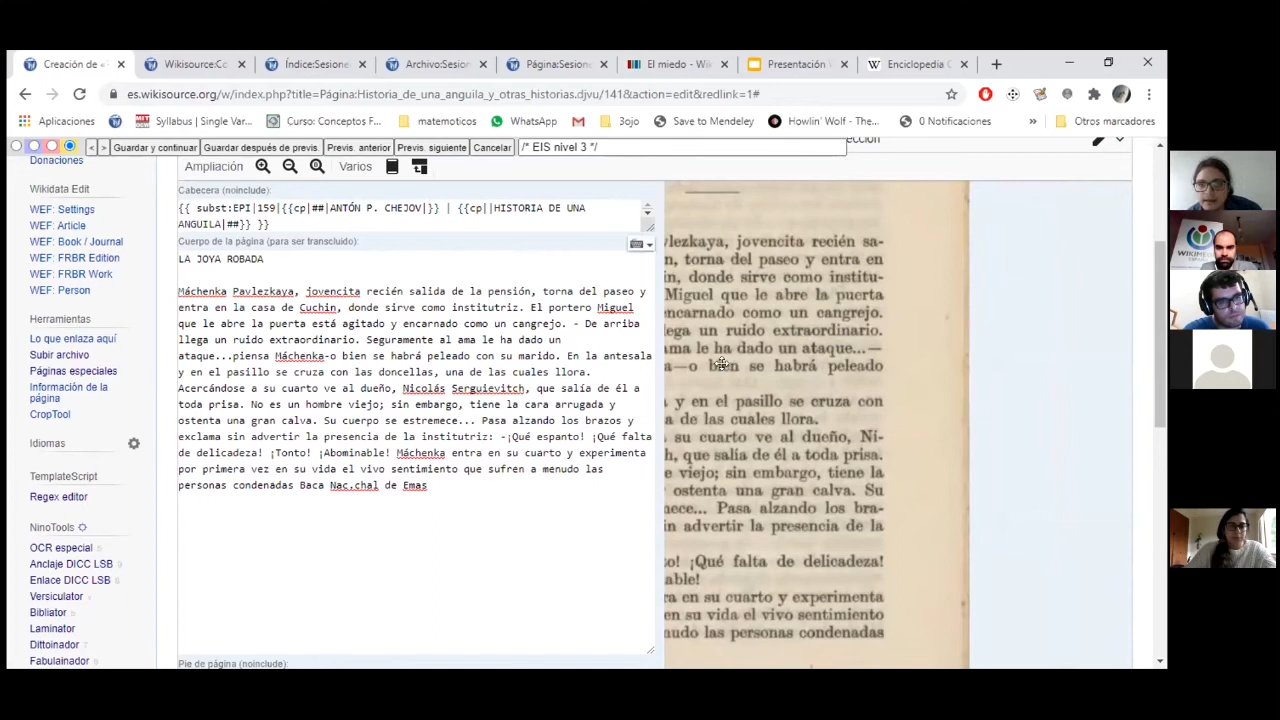 Creación de «
Wikisource:Co
Índice:Sesione
Archivo:Sesion
Página:Sesione
El miedo - Wik
Presentación
Enciclopedia C
es.wikisource.org/w/index.php?title=Página:Historia_de_una_anguila_y_otras_historias.djvu/141&action=edit&redlink=1#
Aplicaciones
Syllabus | Single Var...
Curso: Conceptos F...
matemoticos
WhatsApp
3ojo
Save to Mendeley
Howlin' Wolf - The...
0 Notificaciones
»
Otros marcadores
< > Guardar y continuar Guardar después de previs. Previs. anterior Previs. siguiente Cancelar /* EIS nivel 3 */
Donaciones
Wikidata Edit
WEF: Settings
WEF: Article
WEF: Book / Journal
WEF: FRBR Edition
WEF: FRBR Work
WEF: Person
Herramientas
Lo que enlaza aquí
Subir archivo
Páginas especiales
Información de la
página
CropTool
Idiomas
TemplateScript
Regex editor
NinoTools
OCR especial
Anclaje DICC LSB
Enlace DICC LSB
Versiculator
Bibliator
Laminator
Dittoinador
Fabulainador
Ampliación
Varios
Cabecera (noinclude):
{{ subst:EPI|159|{{cp|##|ANTÓN P. CHEJOV|}} | {{cp||HISTORIA DE UNA
ANGUILA|##}} }}
Cuerpo de la página (para ser transcluido):
LA JOYA ROBADA
Máchenka Pavlezkaya, jovencita recién salida de la pensión, torna del paseo y
entra en la casa de Cuchin, donde sirve como institutriz. El portero Miguel
que le abre la puerta está agitado y encarnado como un cangrejo. - De arriba
llega un ruido extraordinario. Seguramente al ama le ha dado un
ataque...piensa Máchenka-o bien se habrá peleado con su marido. En la antesala
y en el pasillo se cruza con las doncellas, una de las cuales llora.
Acercándose a su cuarto ve al dueño, Nicolás Serguievitch, que salía de él a
toda prisa. No es un hombre viejo; sin embargo, tiene la cara arrugada y
ostenta una gran calva. Su cuerpo se estremece... Pasa alzando los brazos y
exclama sin advertir la presencia de la institutriz: -¡Qué espanto! ¡Qué falta
de delicadeza! ¡Tonto! ¡Abominable! Máchenka entra en su cuarto y experimenta
por primera vez en su vida el vivo sentimiento que sufren a menudo las
personas condenadas Baca Nac.chal de Emas
Pie de página (noinclude):
vlezkaya, jovencita recién sa-
n, torna del paseo y entra en
in, donde sirve como institu-
Miguel que le abre la puerta
encarnado como un cangrejo.
lega un ruido extraordinario.
ama le ha dado un ataque...—
a—o bien se habrá peleado
a y en el pasillo se cruza con
a de las cuales llora.
su cuarto ve al dueño, Ni-
h, que salía de él a toda prisa.
e viejo; sin embargo, tiene la
ostenta una gran calva. Su
nece... Pasa alzando los bra-
in advertir la presencia de la
to! ¡Qué falta de delicadeza!
able!
ra en su cuarto y experimenta
en su vida el vivo sentimiento
nudo las personas condenadas
WIKIMEDIA